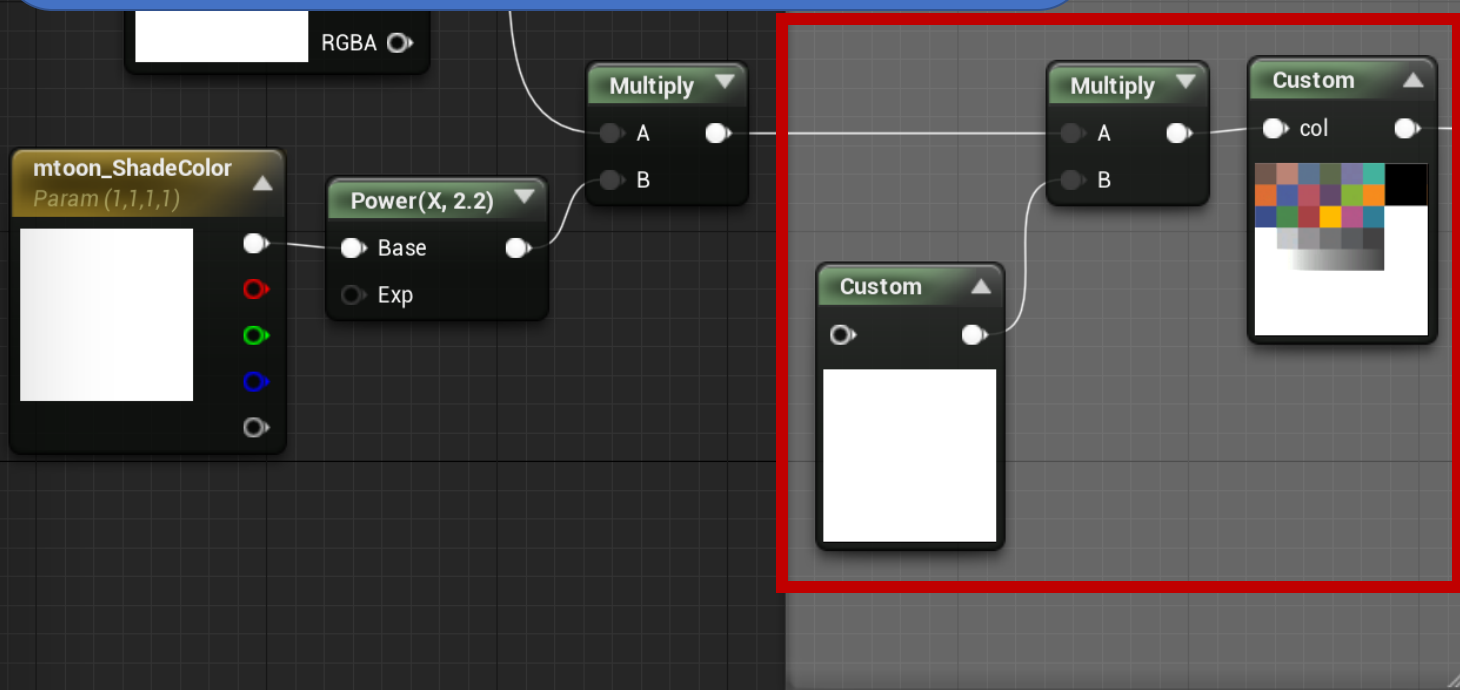 RGBA
Multiply
A
B
mtoon_ShadeColor
Param (1,1,1,1)
Power(X, 2.2)
Base
Exp
Multiply
A
B
Custom
col
Custom